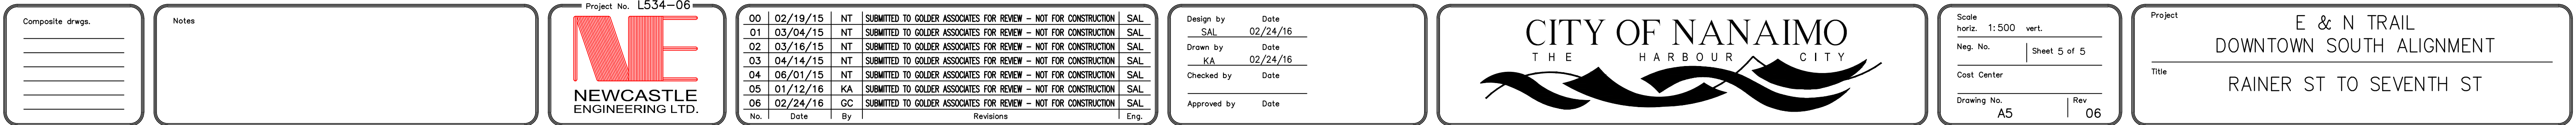 Composite drwgs.
Notes
Project No. L534-06
NEWCASTLE
ENGINEERING LTD.
00 02/19/15 NT SUBMITTED TO GOLDER ASSOCIATES FOR REVIEW - NOT FOR CONSTRUCTION SAL
01 03/04/15 NT SUBMITTED TO GOLDER ASSOCIATES FOR REVIEW - NOT FOR CONSTRUCTION SAL
02 03/16/15 NT SUBMITTED TO GOLDER ASSOCIATES FOR REVIEW - NOT FOR CONSTRUCTION SAL
03 04/14/15 NT SUBMITTED TO GOLDER ASSOCIATES FOR REVIEW - NOT FOR CONSTRUCTION SAL
04 06/01/15 NT SUBMITTED TO GOLDER ASSOCIATES FOR REVIEW - NOT FOR CONSTRUCTION SAL
05 01/12/16 KA SUBMITTED TO GOLDER ASSOCIATES FOR REVIEW - NOT FOR CONSTRUCTION SAL
06 02/24/16 GC SUBMITTED TO GOLDER ASSOCIATES FOR REVIEW - NOT FOR CONSTRUCTION SAL
No. Date By Revisions Eng.
Design by Date
SAL 02/24/16
Drawn by Date
KA 02/24/16
Checked by Date
Approved by Date
CITY OF NANAIMO
THE HARBOUR CITY
Scale
horiz. 1:500 vert.
Neg. No. Sheet 5 of 5
Cost Center
Drawing No. Rev
A5 06
Project
E & N TRAIL
DOWNTOWN SOUTH ALIGNMENT
Title
RAINER ST TO SEVENTH ST